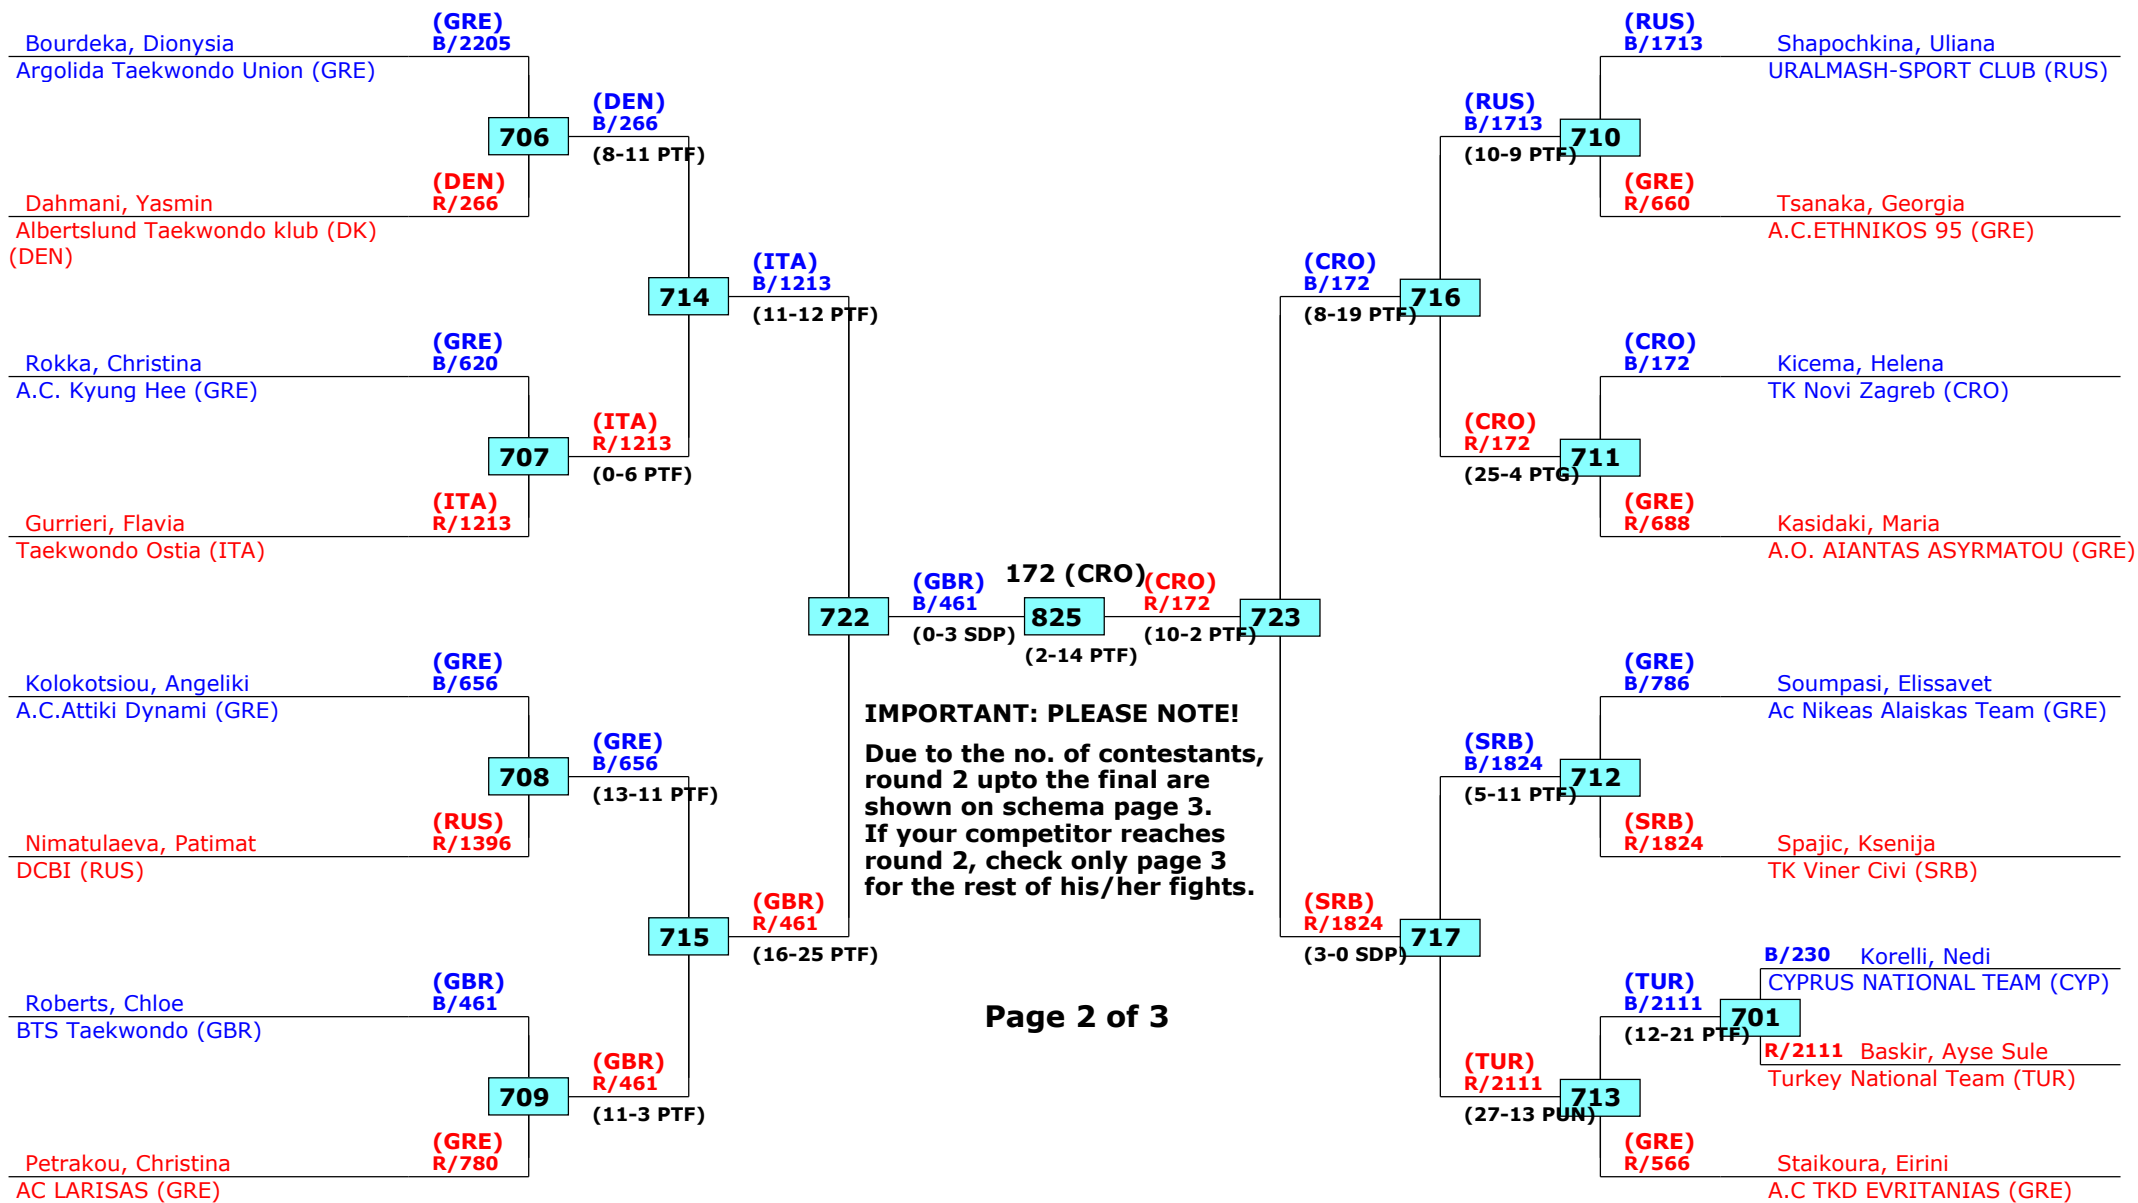 (GRE)
Bourdeka, Dionysia B/2205
Argolida Taekwondo Union (GRE)
(DEN)
B/266
706
(8-11 PTF)
(DEN)
Dahmani, Yasmin R/266
Albertslund Taekwondo klub (DK)
(DEN)
(ITA)
B/1213
714
(11-12 PTF)
(GRE)
Rokka, Christina B/620
A.C. Kyung Hee (GRE)
(ITA)
R/1213
707
(0-6 PTF)
(ITA)
Gurrieri, Flavia R/1213
Taekwondo Ostia (ITA)
722
(GBR)
B/461
(0-3 SDP)
172 (CRO)
825
(2-14 PTF)
(CRO)
R/172
(10-2 PTF)
723
(GRE)
Kolokotsiou, Angeliki B/656
A.C.Attiki Dynami (GRE)
(GRE)
B/656
708
(13-11 PTF)
(RUS)
Nimatulaeva, Patimat R/1396
DCBI (RUS)
(GBR)
R/461
715
(16-25 PTF)
(GBR)
Roberts, Chloe B/461
BTS Taekwondo (GBR)
(GBR)
R/461
709
(11-3 PTF)
(GRE)
Petrakou, Christina R/780
AC LARISAS (GRE)
IMPORTANT: PLEASE NOTE!
Due to the no. of contestants,
round 2 upto the final are
shown on schema page 3.
If your competitor reaches
round 2, check only page 3
for the rest of his/her fights.
Page 2 of 3
(RUS)
B/1713 Shapochkina, Uliana
URALMASH-SPORT CLUB (RUS)
(RUS)
B/1713
710
(10-9 PTF)
(GRE)
R/660 Tsanaka, Georgia
A.C.ETHNIKOS 95 (GRE)
(CRO)
B/172
716
(8-19 PTF)
(CRO)
B/172 Kicema, Helena
TK Novi Zagreb (CRO)
(CRO)
R/172
711
(25-4 PTG)
(GRE)
R/688 Kasidaki, Maria
A.O. AIANTAS ASYRMATOU (GRE)
(GRE)
B/786 Soumpasi, Elissavet
Ac Nikeas Alaiskas Team (GRE)
(SRB)
B/1824
712
(5-11 PTF)
(SRB)
R/1824 Spajic, Ksenija
TK Viner Civi (SRB)
(SRB)
R/1824
717
(3-0 SDP)
B/230 Korelli, Nedi
CYPRUS NATIONAL TEAM (CYP)
(TUR)
B/2111
701
(12-21 PTF)
R/2111 Baskir, Ayse Sule
Turkey National Team (TUR)
(TUR)
R/2111
713
(27-13 PUN)
(GRE)
R/566 Staikoura, Eirini
A.C TKD EVRITANIAS (GRE)